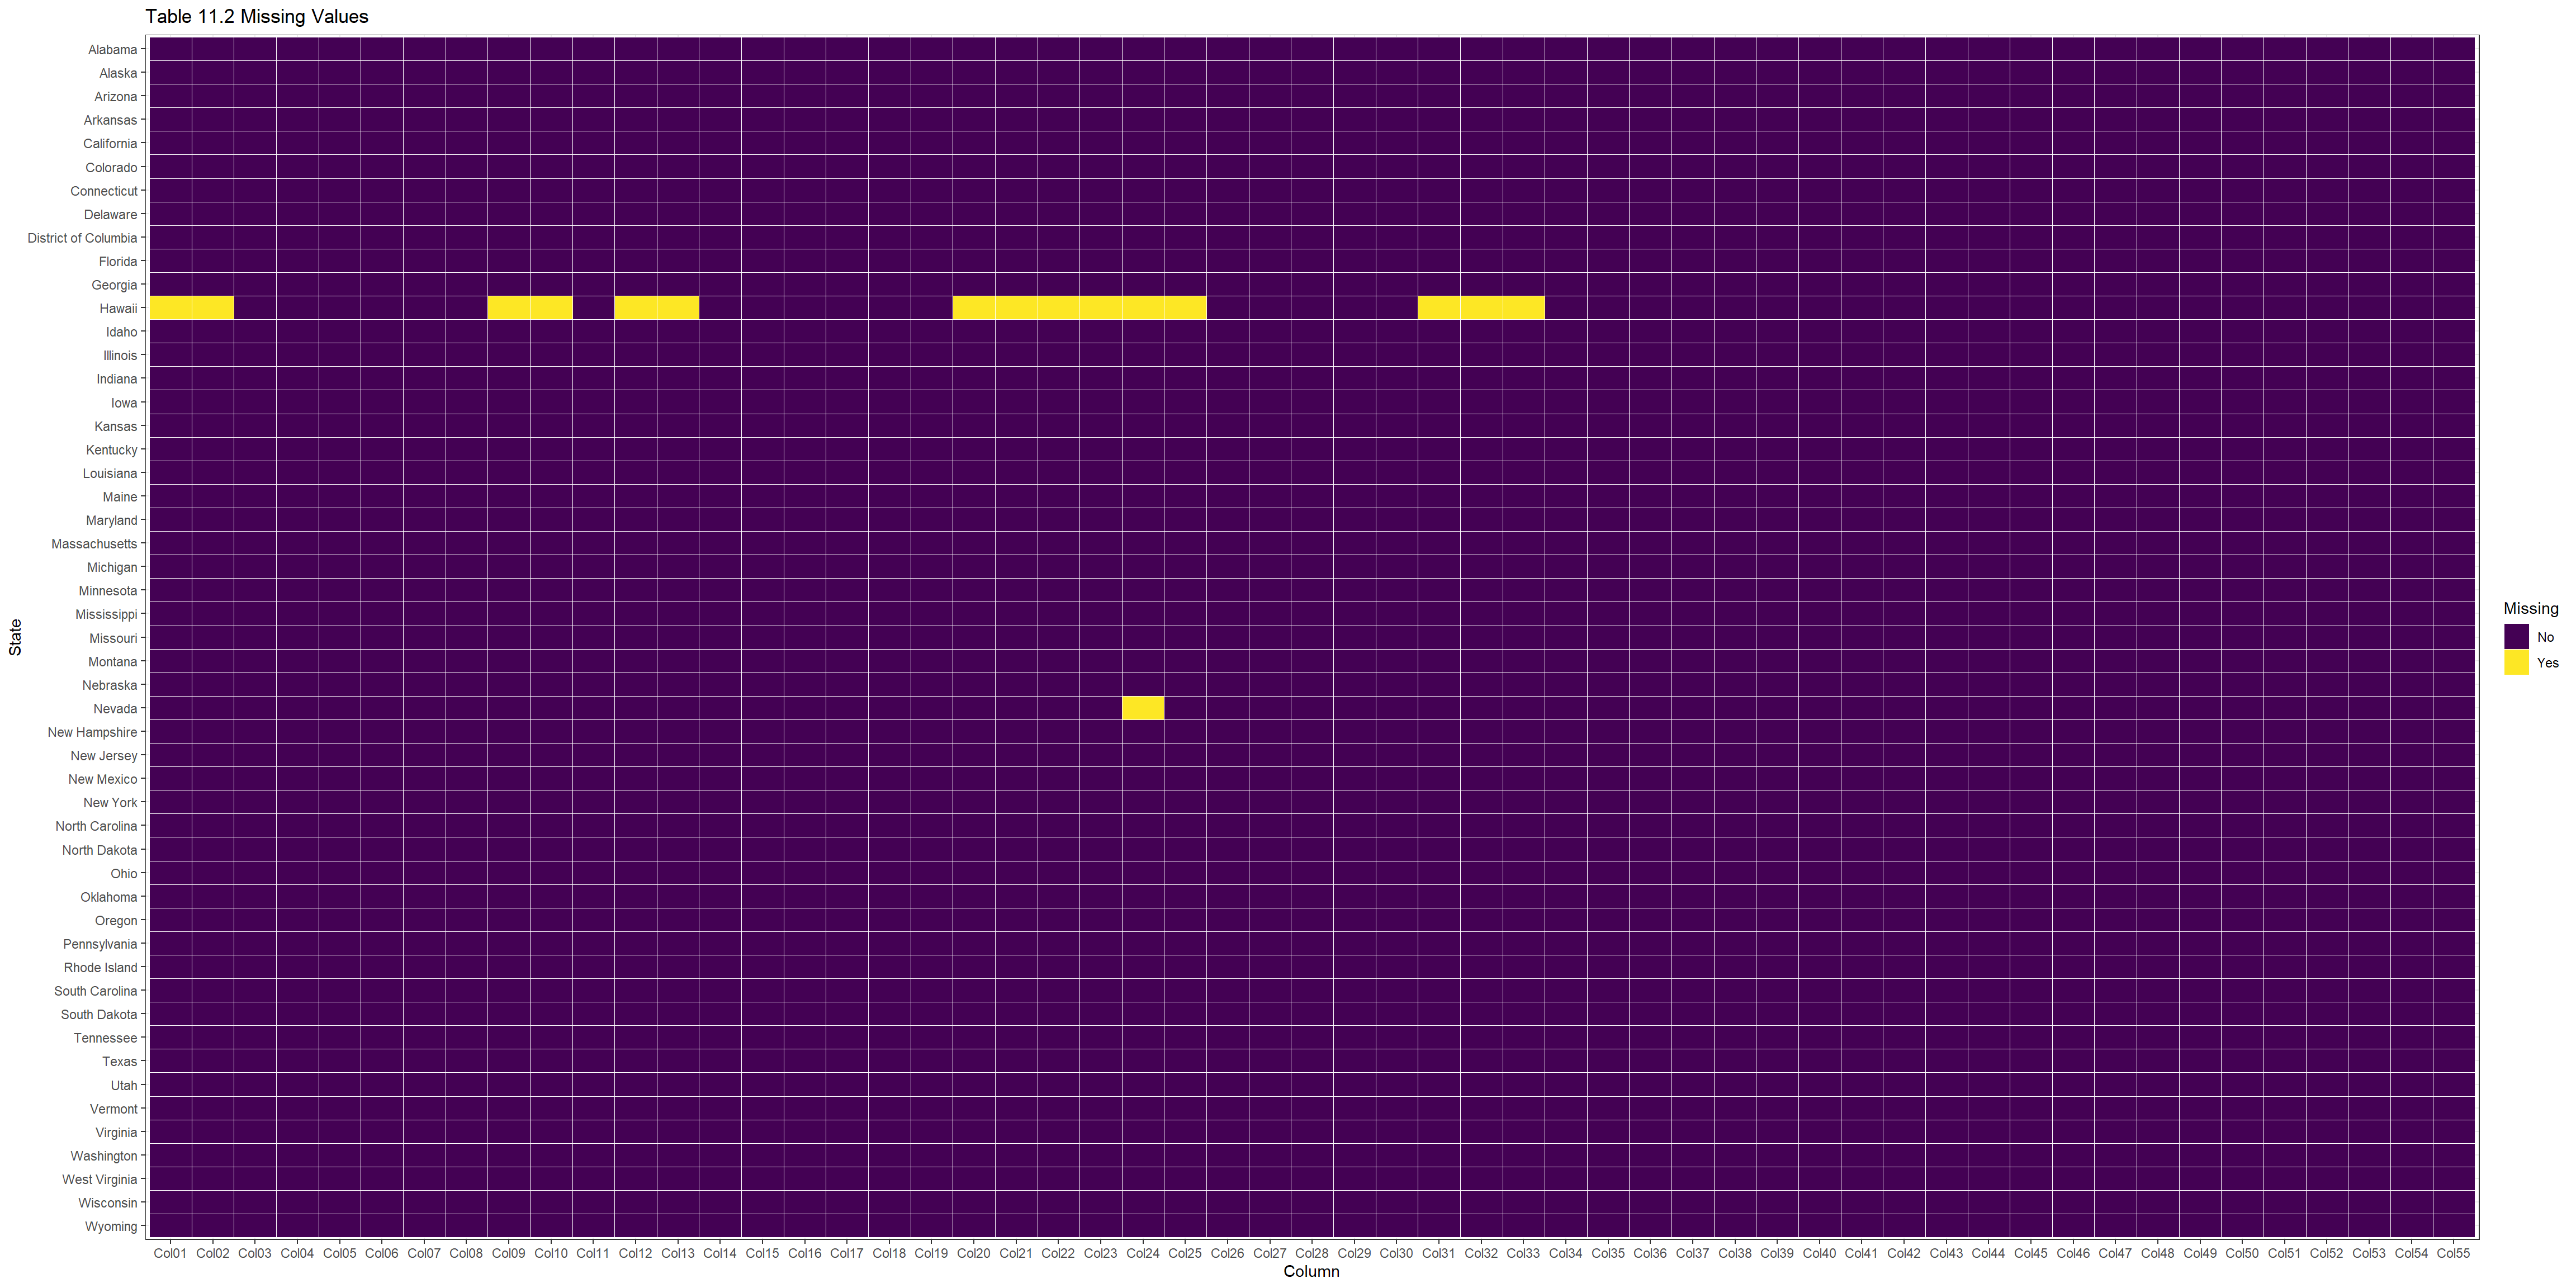 Table 11.2 Missing Values
Alabama
Alaska
Arizona
Arkansas
California
Colorado
Connecticut
Delaware
District of Columbia
Florida
Georgia
Hawaii
Idaho
Illinois
Indiana
Iowa
Kansas
Kentucky
Louisiana
Maine
Maryland
Massachusetts
Michigan
Minnesota
Mississippi
Missouri
Montana
Nebraska
Nevada
New Hampshire
New Jersey
New Mexico
New York
North Carolina
North Dakota
Ohio
Oklahoma
Oregon
Pennsylvania
Rhode Island
South Carolina
South Dakota
Tennessee
Texas
Utah
Vermont
Virginia
Washington
West Virginia
Wisconsin
Wyoming
State
Col01 Col02 Col03 Col04 Col05 Col06 Col07 Col08 Col09 Col10 Col11 Col12 Col13 Col14 Col15 Col16 Col17 Col18 Col19 Col20 Col21 Col22 Col23 Col24 Col25 Col26 Col27 Col28 Col29 Col30 Col31 Col32 Col33 Col34 Col35 Col36 Col37 Col38 Col39 Col40 Col41 Col42 Col43 Col44 Col45 Col46 Col47 Col48 Col49 Col50 Col51 Col52 Col53 Col54 Col55
Column
Missing
No
Yes